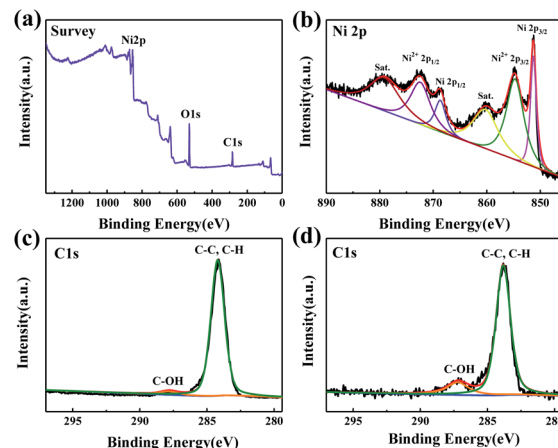 (a)
Survey
Ni2p
O1s
C1s
Intensity(a.u.)
1200 1000 800 600 400 200 0
Binding Energy(eV)
(b)
Ni 2p
Ni 2p3/2
Ni2+ 2p1/2
Ni2+ 2p3/2
Sat.
Ni 2p1/2
Sat.
Intensity(a.u.)
890 880 870 860 850
Binding Energy(eV)
(c)
C1s
C-C, C-H
C-OH
Intensity(a.u.)
295 290 285 280
Binding Energy(eV)
(d)
C1s
C-C, C-H
C-OH
Intensity(a.u.)
295 290 285
Binding Energy(eV)